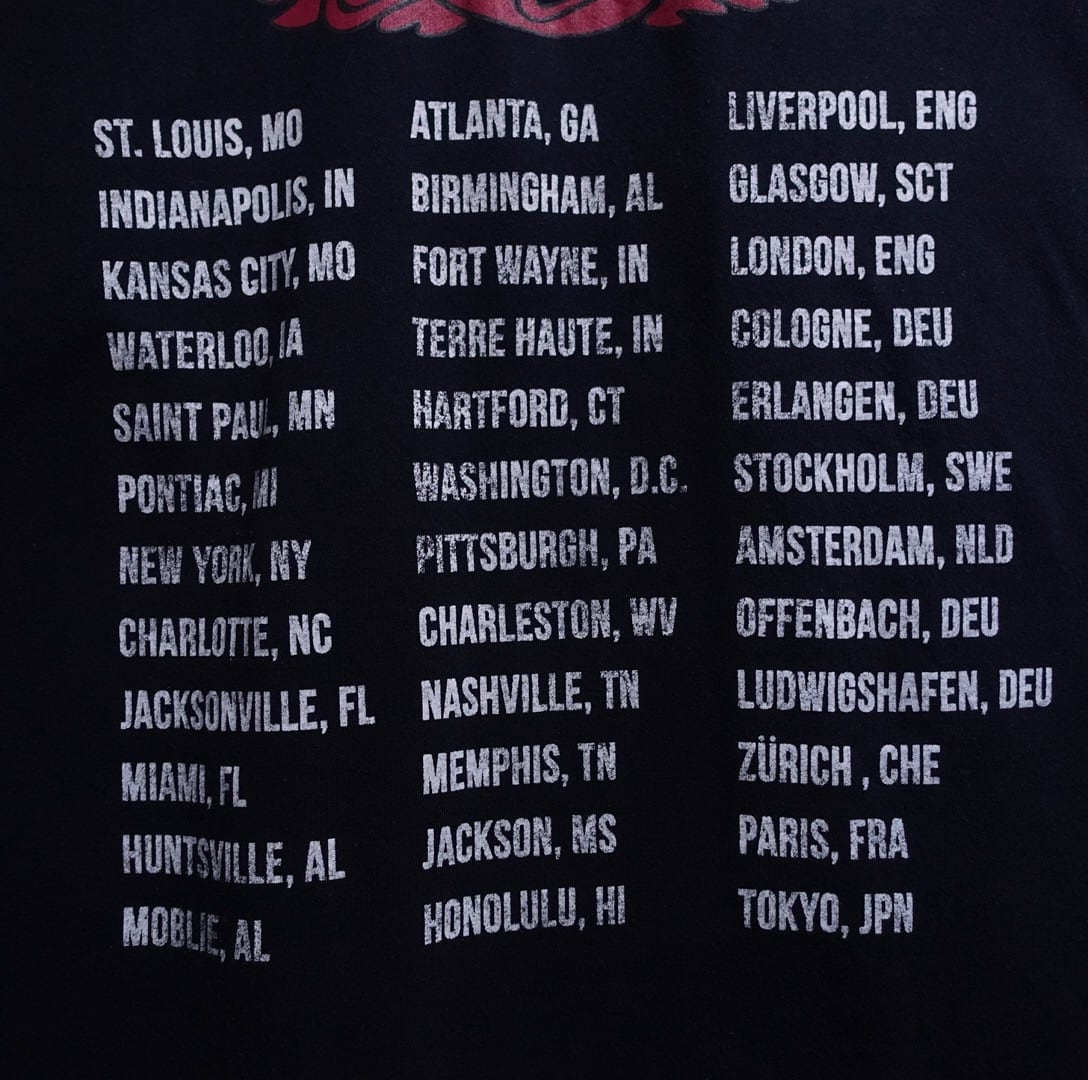 ST. LOUIS, MO
INDIANAPOLIS, IN
KANSAS CITY, MO
WATERLOO, IA
SAINT PAUL, MN
PONTIAC, MI
NEW YORK, NY
CHARLOTTE, NC
JACKSONVILLE, FL
MIAMI, FL
HUNTSVILLE, AL
MOBLIE, AL
ATLANTA, GA
BIRMINGHAM, AL
FORT WAYNE, IN
TERRE HAUTE, IN
HARTFORD, CT
WASHINGTON, D.C.
PITTSBURGH, PA
CHARLESTON, WV
NASHVILLE, TN
MEMPHIS, TN
JACKSON, MS
HONOLULU, HI
LIVERPOOL, ENG
GLASGOW, SCT
LONDON, ENG
COLOGNE, DEU
ERLANGEN, DEU
STOCKHOLM, SWE
AMSTERDAM, NLD
OFFENBACH, DEU
LUDWIGSHAFEN, DEU
ZÜRICH , CHE
PARIS, FRA
TOKYO, JPN